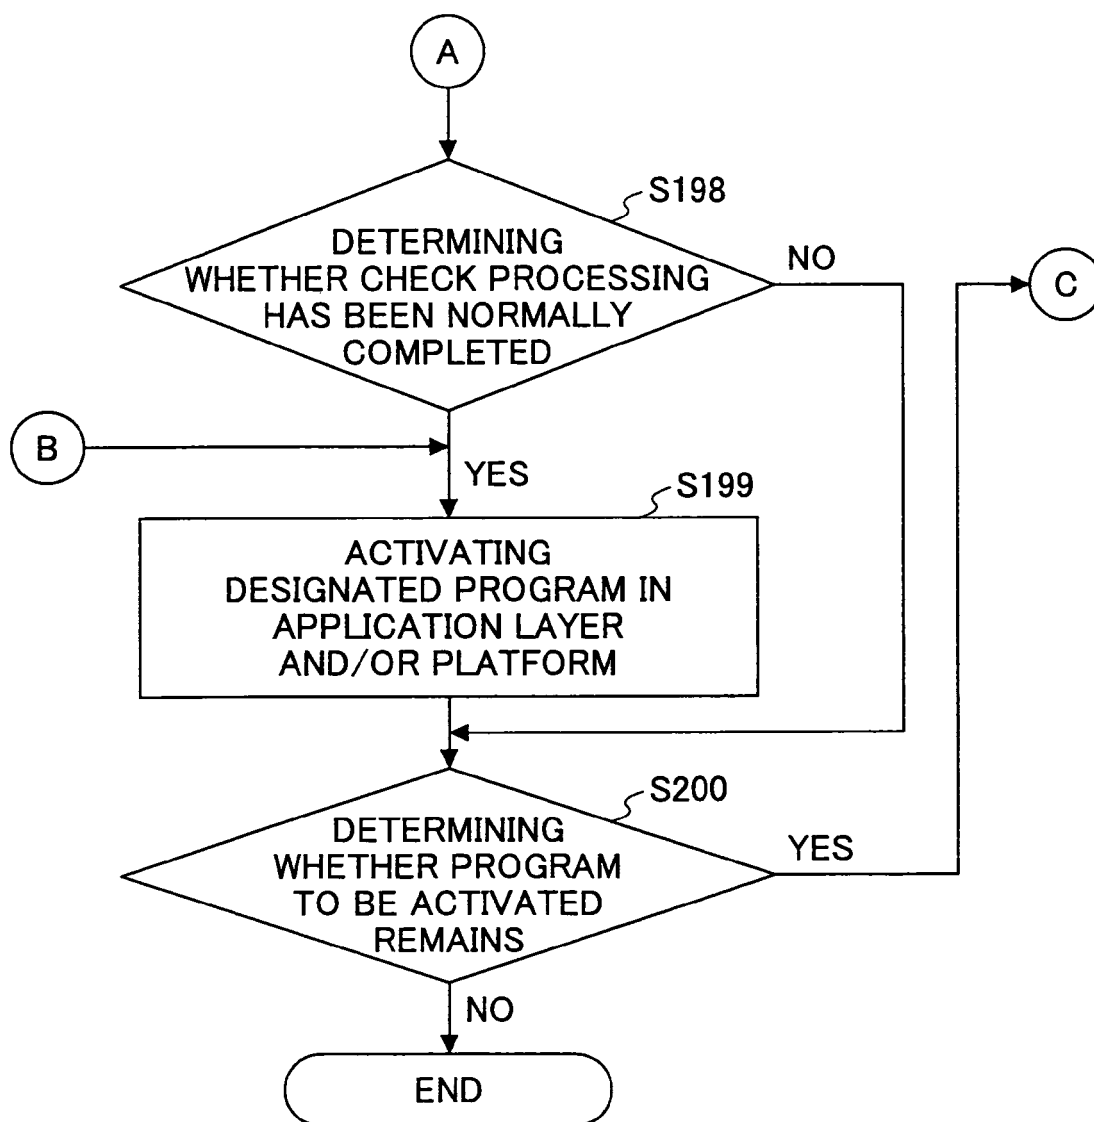 A
S198
DETERMINING
WHETHER CHECK PROCESSING
HAS BEEN NORMALLY
COMPLETED
NO
C
B
YES
S199
ACTIVATING
DESIGNATED PROGRAM IN
APPLICATION LAYER
AND/OR PLATFORM
S200
DETERMINING
WHETHER PROGRAM
TO BE ACTIVATED
REMAINS
YES
NO
END